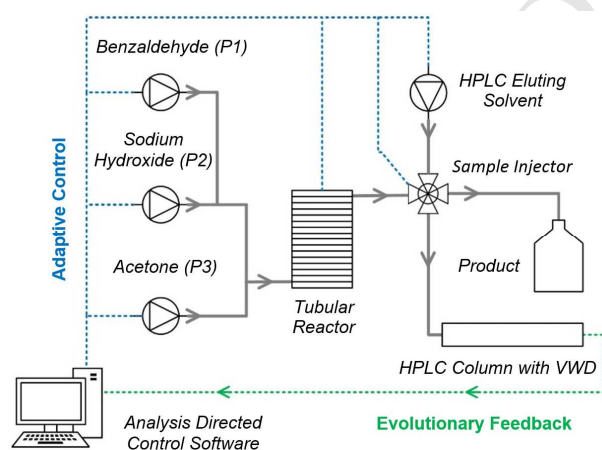 Benzaldehyde (P1)
HPLC Eluting
Solvent
Sodium
Hydroxide (P2)
Sample Injector
Adaptive Control
Acetone (P3)
Product
Tubular
Reactor
HPLC Column with VWD
Analysis Directed
Control Software
Evolutionary Feedback